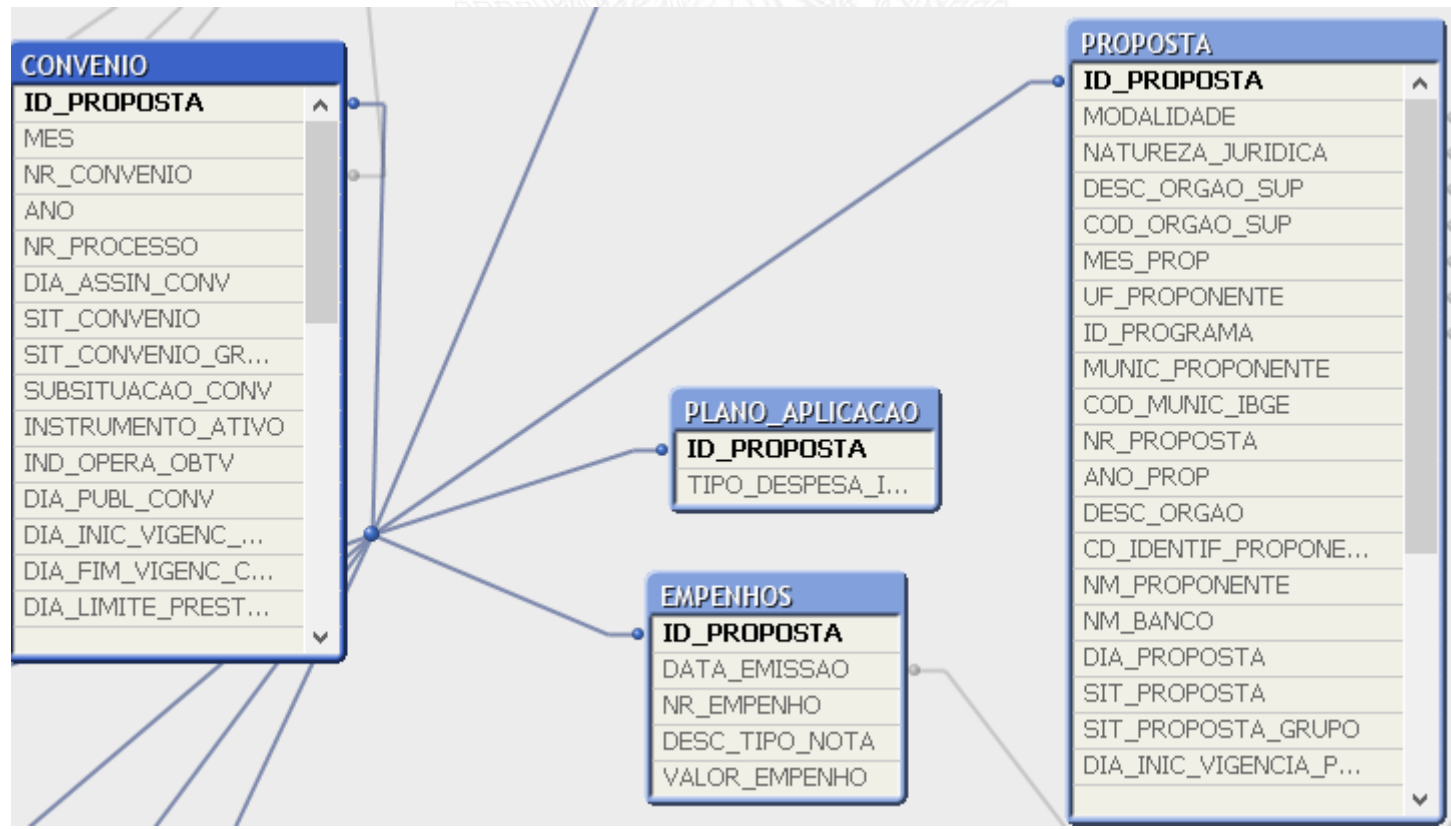 CONVENIO
ID_PROPOSTA
MES
NR_CONVENIO
ANO
NR_PROCESSO
DIA_ASSIN_CONV
SIT_CONVENIO
SIT_CONVENIO_GR...
SUBSITUACAO_CONV
INSTRUMENTO_ATIVO
IND_OPERA_OBTV
DIA_PUBL_CONV
DIA_INIC_VIGENC_...
DIA_FIM_VIGENC_C...
DIA_LIMITE_PREST...
PLANO_APLICACAO
ID_PROPOSTA
TIPO_DESPESA_I...
EMPENHOS
ID_PROPOSTA
DATA_EMISSAO
NR_EMPENHO
DESC_TIPO_NOTA
VALOR_EMPENHO
PROPOSTA
ID_PROPOSTA
MODALIDADE
NATUREZA_JURIDICA
DESC_ORGAO_SUP
COD_ORGAO_SUP
MES_PROP
UF_PROPONENTE
ID_PROGRAMA
MUNIC_PROPONENTE
COD_MUNIC_IBGE
NR_PROPOSTA
ANO_PROP
DESC_ORGAO
CD_IDENTIF_PROPONE...
NM_PROPONENTE
NM_BANCO
DIA_PROPOSTA
SIT_PROPOSTA
SIT_PROPOSTA_GRUPO
DIA_INIC_VIGENCIA_P...